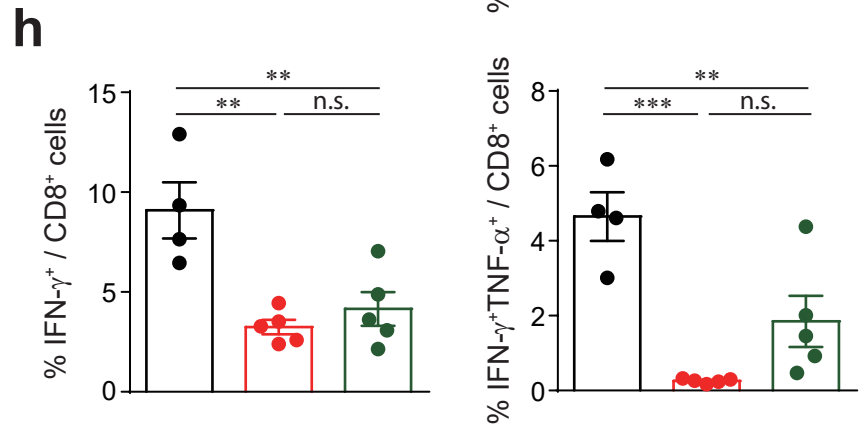 h
% IFN-γ⁺ / CD8⁺ cells
15
10
5
0
**
**
n.s.
%
% IFN-γ⁺TNF-α⁺ / CD8⁺ cells
8
6
4
2
0
**
***
n.s.